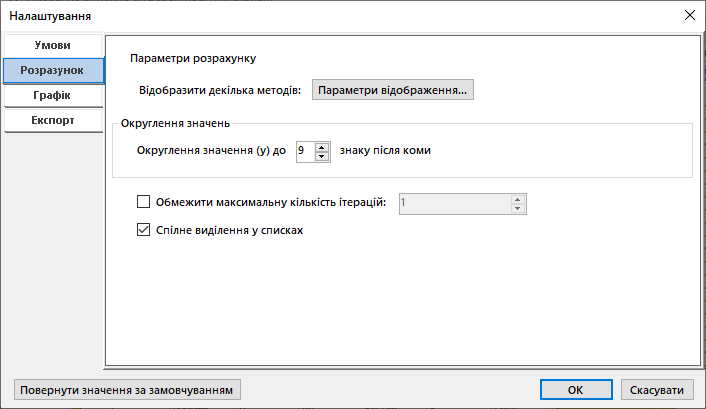 Налаштування
Умови
Розразунок
Графік
Експорт
Параметри розрахунку
Відобразити декілька методів: Параметри відображення...
Округлення значень
Округлення значення (y) до 9 знаку після коми
Обмежити максимальну кількість ітерацій: 1
Спілне виділення у списках
Повернути значення за замовчуванням OK Скасувати